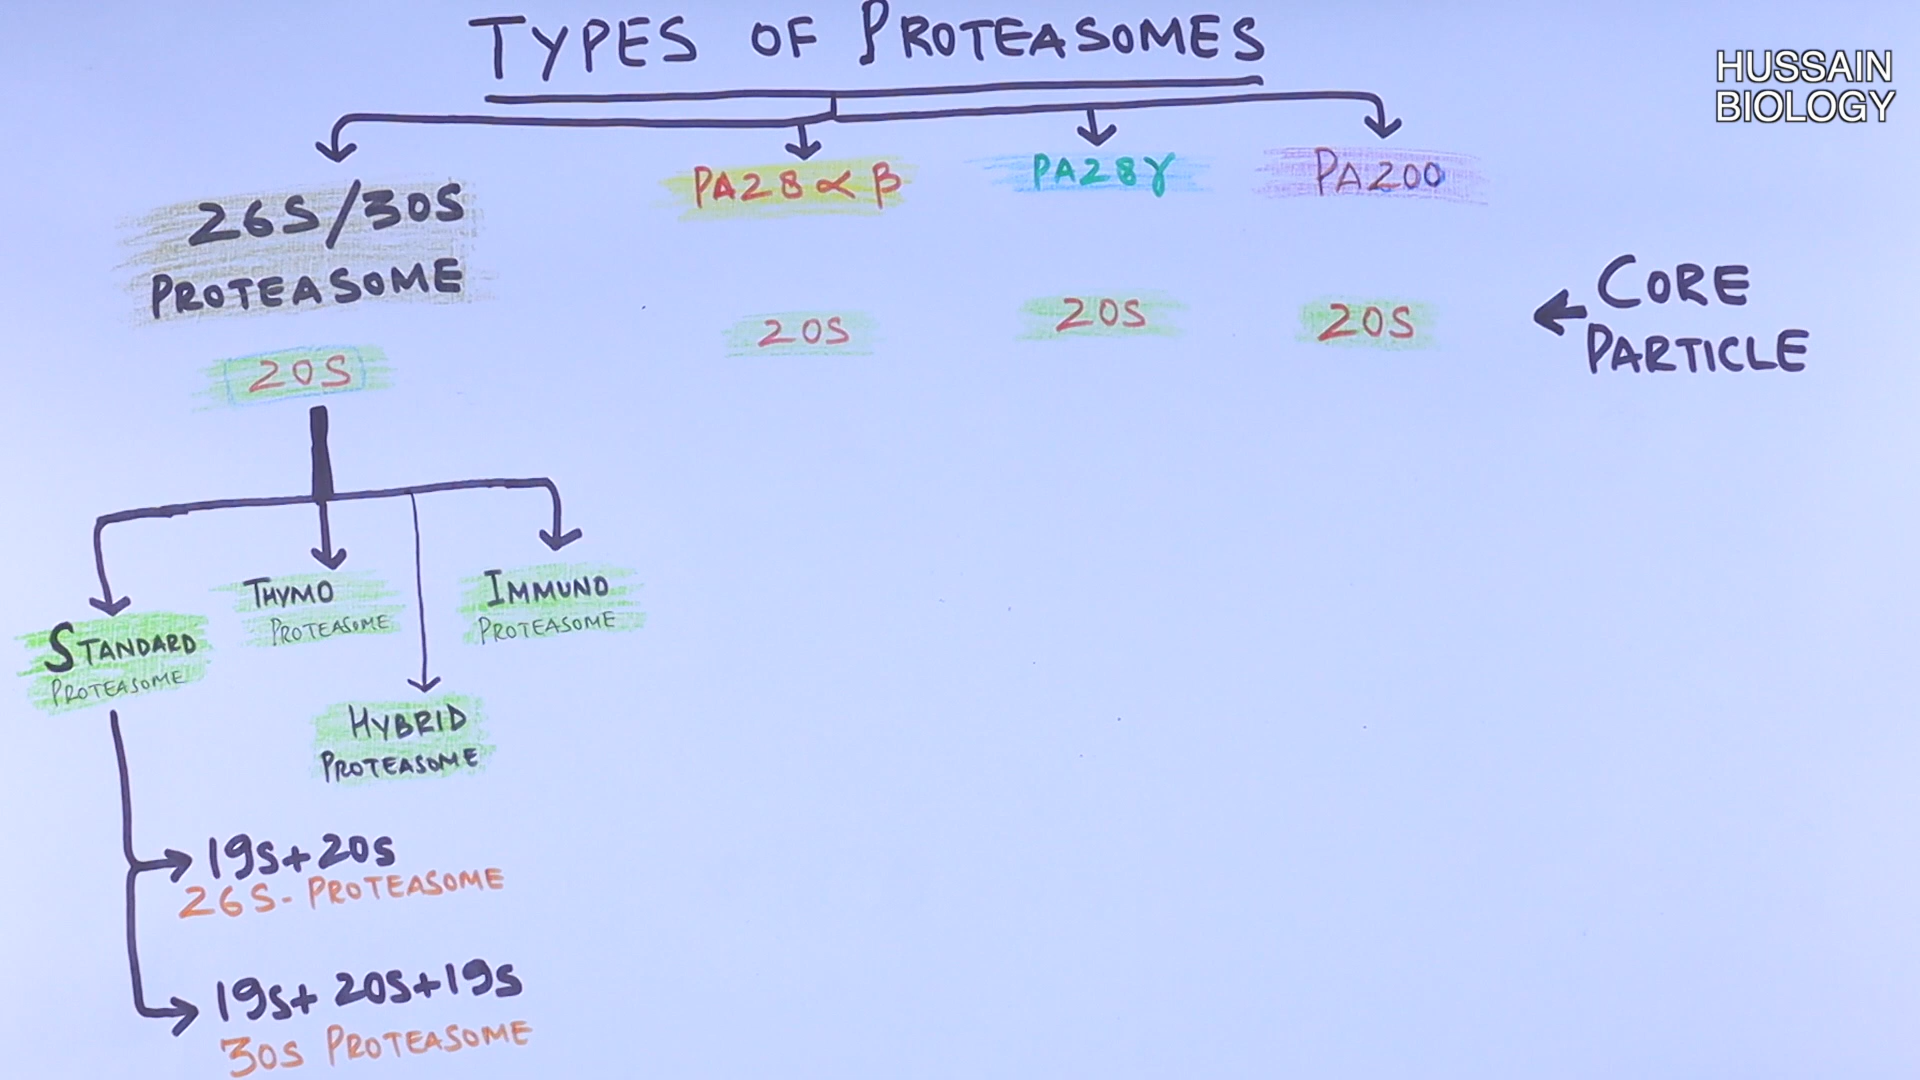 TYPES OF PROTEASOMES
HUSSAIN
BIOLOGY
26S/30S
PROTEASOME
PA28αβ
PA28γ
PA200
20S
20S
20S
20S
CORE
PARTICLE
STANDARD
PROTEASOME
THYMO
PROTEASOME
HYBRID
PROTEASOME
IMMUNO
PROTEASOME
19s+20s
26S-PROTEASOME
19s+20s+19s
30s PROTEASOME